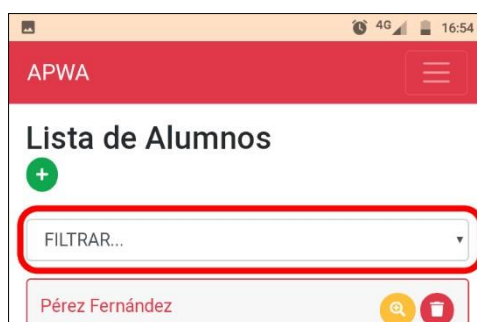 4G 16:54
APWA
Lista de Alumnos
+
FILTRAR...
Pérez Fernández